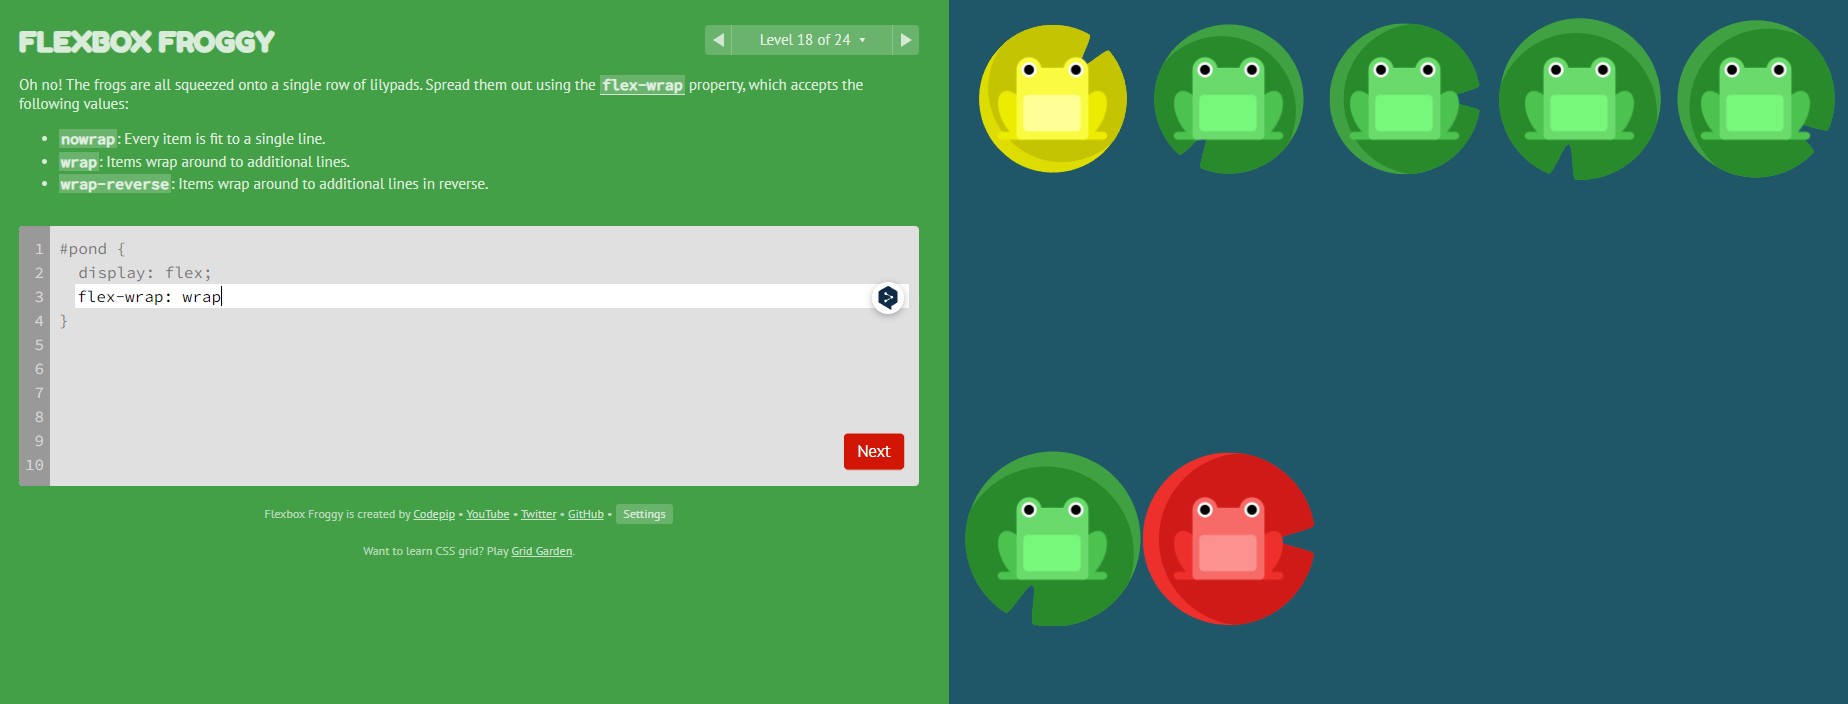 FLEXBOX FROGGY
Level 18 of 24
Oh no! The frogs are all squeezed onto a single row of lilypads. Spread them out using the flex-wrap property, which accepts the
following values:
• nowrap: Every item is fit to a single line.
• wrap: Items wrap around to additional lines.
• wrap-reverse: Items wrap around to additional lines in reverse.
1 #pond {
2 display: flex;
3 flex-wrap: wrap
4 }
5
6
7
8
9
10
Next
Flexbox Froggy is created by Codepip • YouTube • Twitter • GitHub • Settings
Want to learn CSS grid? Play Grid Garden.